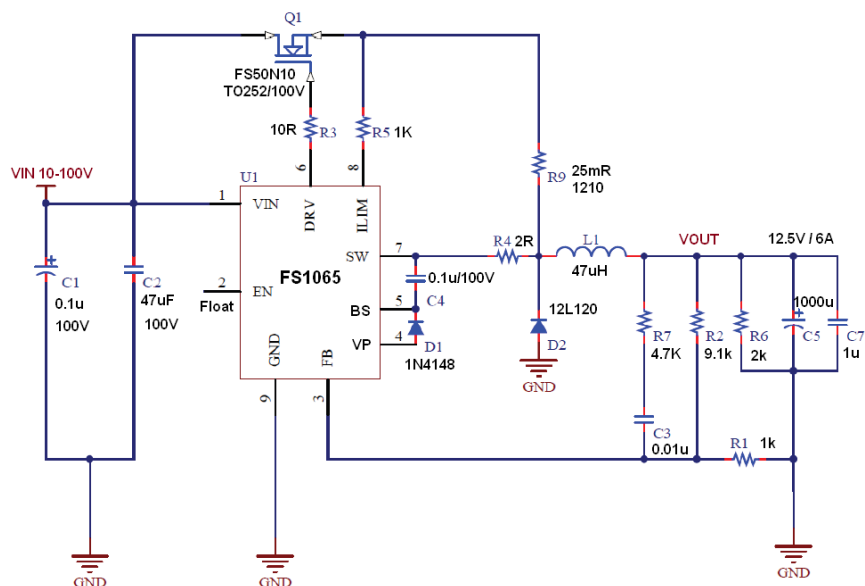 Q1
FS50N10
TO252/100V
10R
R3
R5
1K
6
8
VIN 10-100V
U1
1
VIN
DRV
ILIM
R9
25mR
1210
SW
7
R4
2R
L1
47uH
VOUT
12.5V / 6A
C1
0.1u
100V
C2
47uF
100V
2
Float
EN
FS1065
0.1u/100V
C4
BS
5
VP
4
D1
1N4148
12L120
D2
GND
R7
4.7K
R2
9.1k
R6
2k
1000u
C5
C7
1u
GND
FB
9
3
C3
0.01u
R1
1k
GND
GND
GND